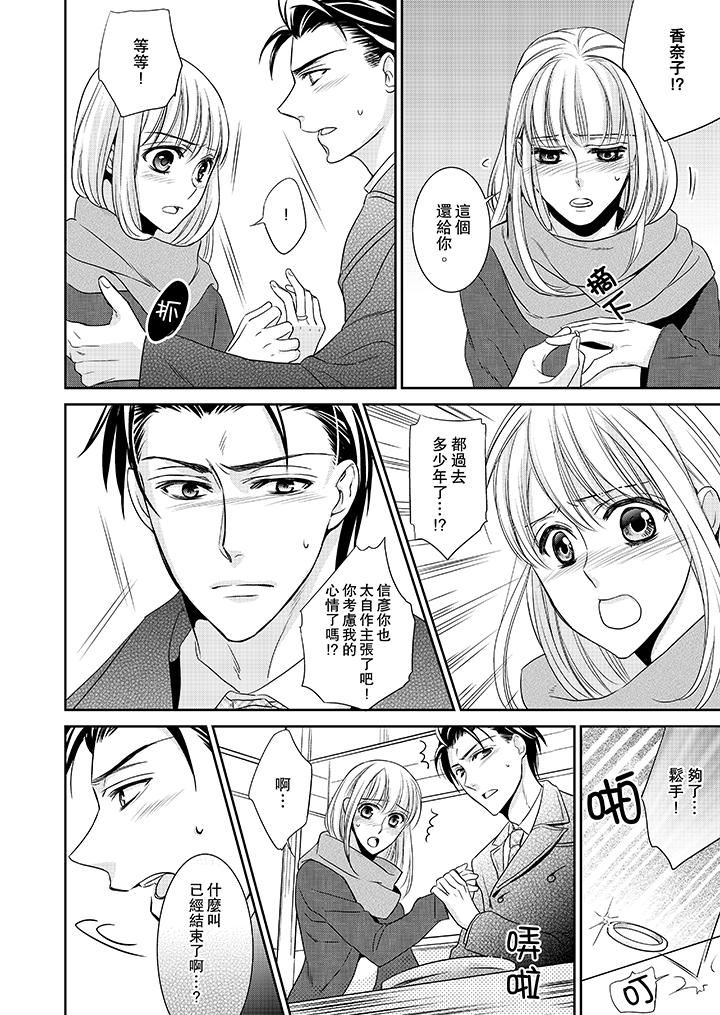 香奈子!?
這個
還給你。
摘下
等等！
！
抓
都過去
多少年了…!?
信彥你也
太自作主張了吧！
你考慮我的
心情了嗎!?
夠了…
鬆手！
啪
叮
啊…
弄啦
什麼叫
已經結束了啊…?